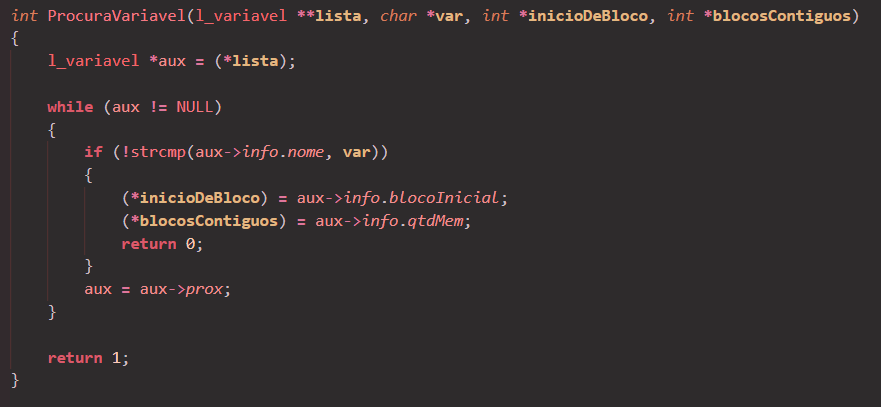 int ProcuraVariavel(l_variavel **lista, char *var, int *inicioDeBloco, int *blocosContiguos)
{
    l_variavel *aux = (*lista);

    while (aux != NULL)
    {
        if (!strcmp(aux->info.nome, var))
        {
            (*inicioDeBloco) = aux->info.blocoInicial;
            (*blocosContiguos) = aux->info.qtdMem;
            return 0;
        }
        aux = aux->prox;
    }

    return 1;
}